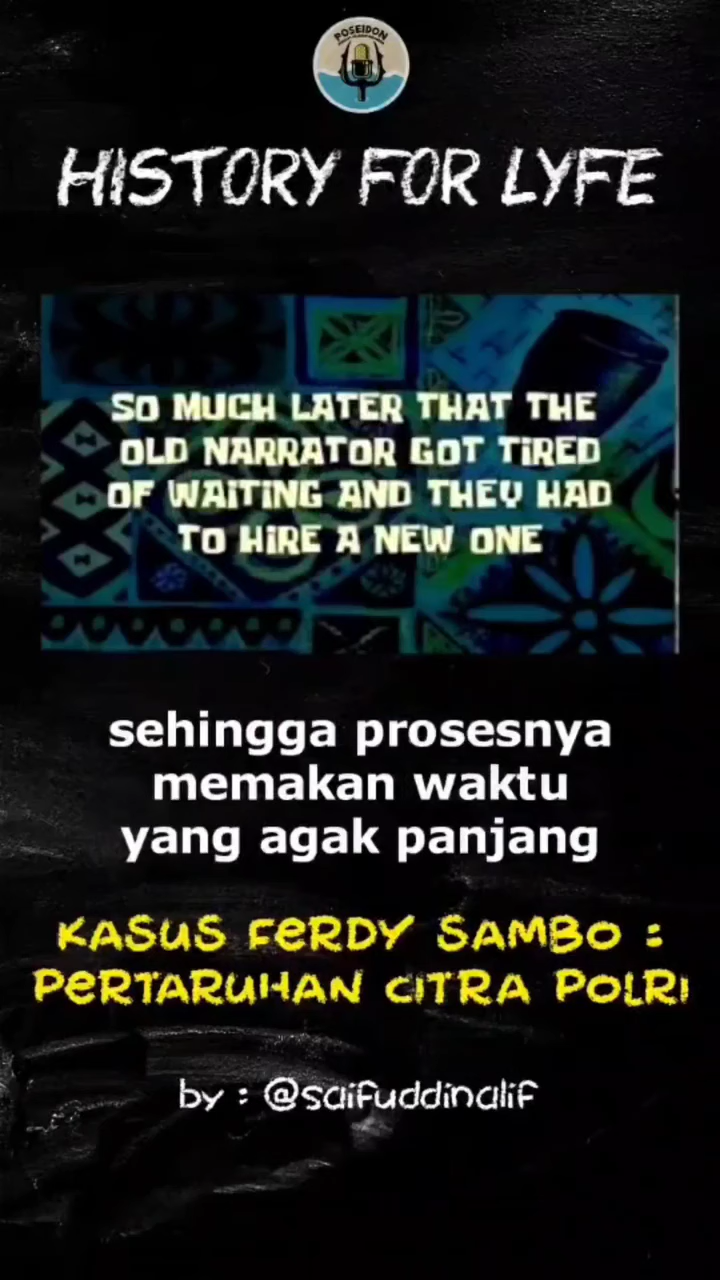 POSEIDON
HISTORY FOR LYFE
SO MUCH LATER THAT THE
OLD NARRATOR GOT TIRED
OF WAITING AND THEY HAD
TO HIRE A NEW ONE
sehingga prosesnya
memakan waktu
yang agak panjang
KASUS FERDY SAMBO :
PERTARUHAN CITRA POLRI
by : @saifuddinalif